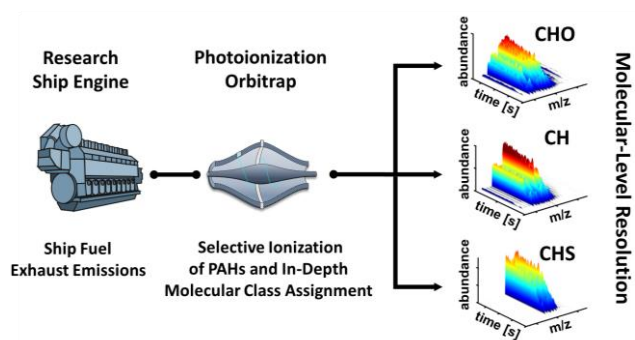 Research
Ship Engine
Ship Fuel
Exhaust Emissions
Photoionization
Orbitrap
Selective Ionization
of PAHs and In-Depth
Molecular Class Assignment
CHO
abundance
time [s]
m/z
CH
abundance
time [s]
m/z
CHS
abundance
time [s]
m/z
Molecular-Level Resolution